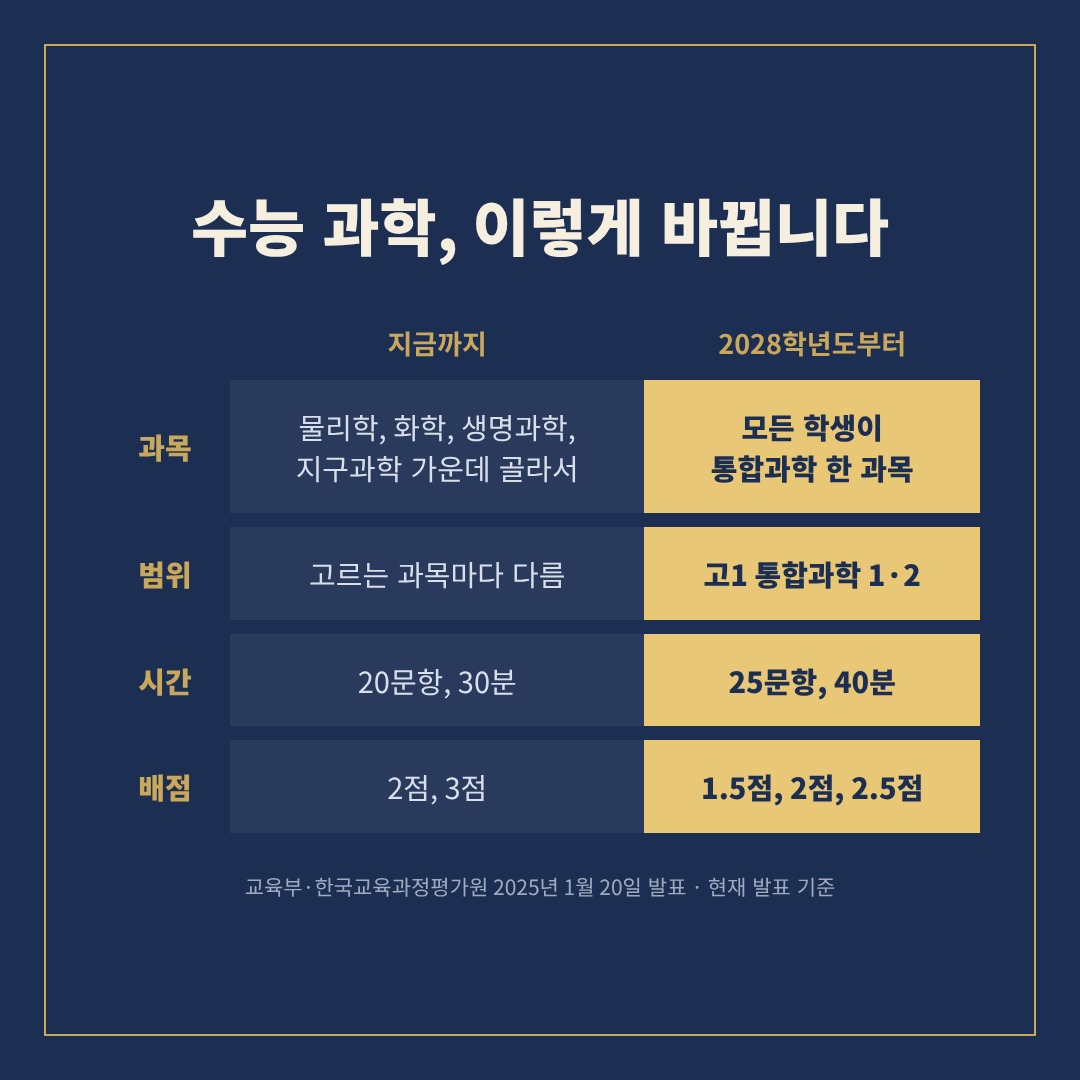 수능 과학, 이렇게 바뀝니다
지금까지
2028학년도부터
과목
물리학, 화학, 생명과학,
지구과학 가운데 골라서
모든 학생이
통합과학 한 과목
범위
고르는 과목마다 다름
고1 통합과학 1·2
시간
20문항, 30분
25문항, 40분
배점
2점, 3점
1.5점, 2점, 2.5점
교육부·한국교육과정평가원 2025년 1월 20일 발표 · 현재 발표 기준